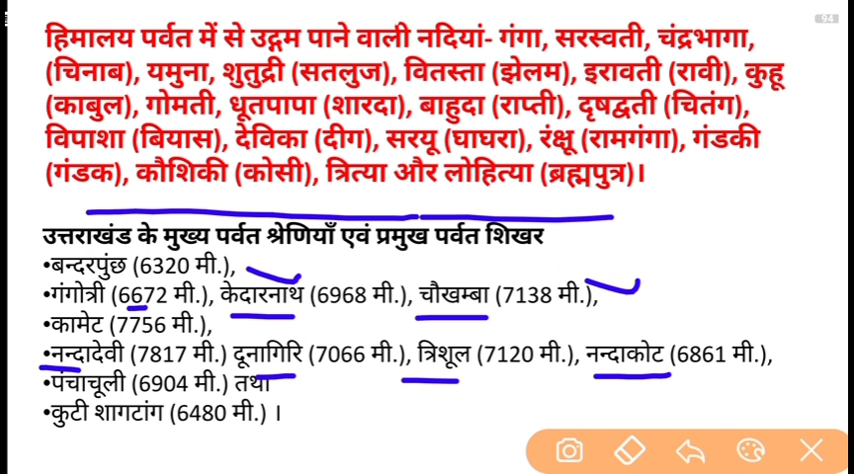 94
हिमालय पर्वत में से उद्गम पाने वाली नदियां- गंगा, सरस्वती, चंद्रभागा,
(चिनाब), यमुना, शुतुद्री (सतलुज), वितस्ता (झेलम), इरावती (रावी), कुहू
(काबुल), गोमती, धूतपापा (शारदा), बाहुदा (राप्ती), दृषद्वती (चितंग),
विपाशा (बियास), देविका (दीग), सरयू (घाघरा), रंक्षू (रामगंगा), गंडकी
(गंडक), कौशिकी (कोसी), त्रित्या और लोहित्या (ब्रह्मपुत्र)।
उत्तराखंड के मुख्य पर्वत श्रेणियाँ एवं प्रमुख पर्वत शिखर
•बन्दरपुंछ (6320 मी.),
•गंगोत्री (6672 मी.), केदारनाथ (6968 मी.), चौखम्बा (7138 मी.),
•कामेट (7756 मी.),
•नन्दादेवी (7817 मी.) दूनागिरि (7066 मी.), त्रिशूल (7120 मी.), नन्दाकोट (6861 मी.),
•पंचाचूली (6904 मी.) तथा
•कुटी शागटांग (6480 मी.) ।